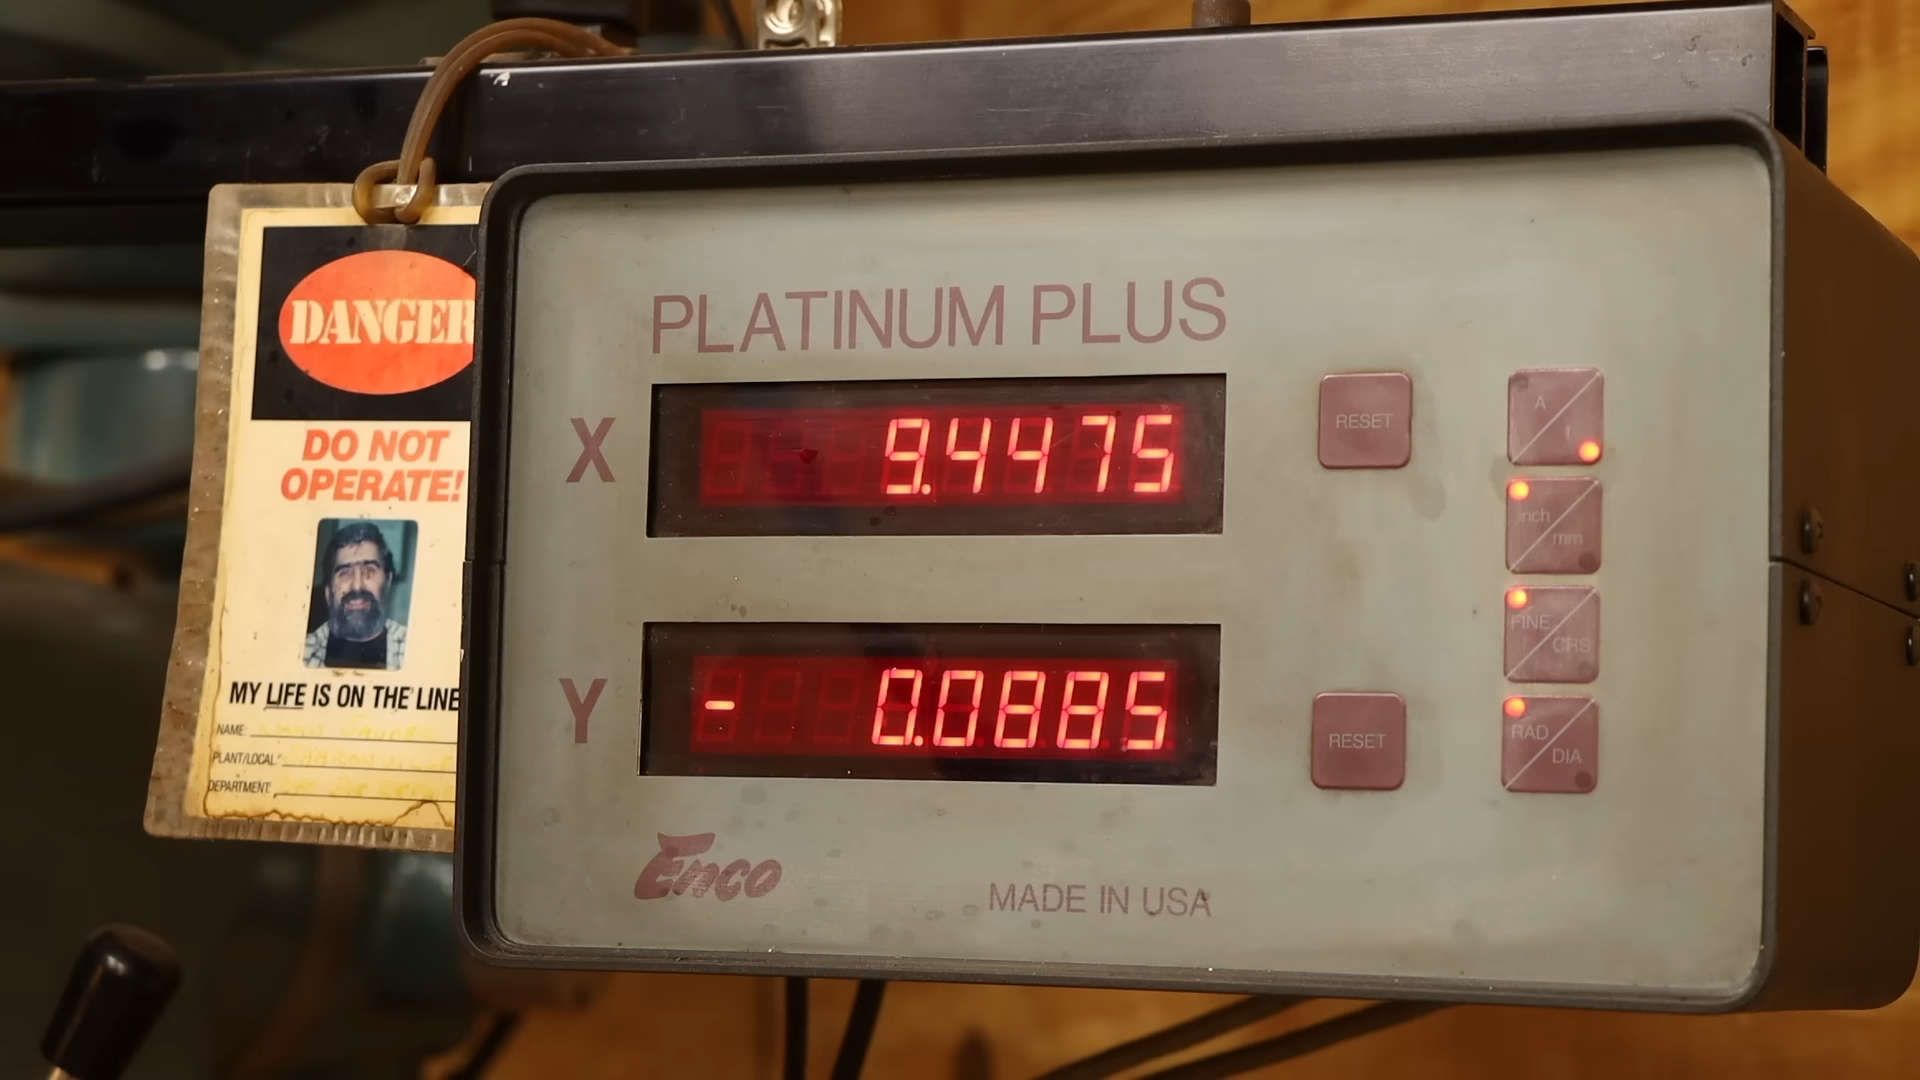 DANGER
DO NOT
OPERATE!
MY LIFE IS ON THE LINE
NAME:
PLANT/LOCAL:
DEPARTMENT:
PLATINUM PLUS
X
9.4475
RESET
Y
- 0.0885
RESET
A
I
inch
mm
FINE
CRS
RAD
DIA
Enco
MADE IN USA